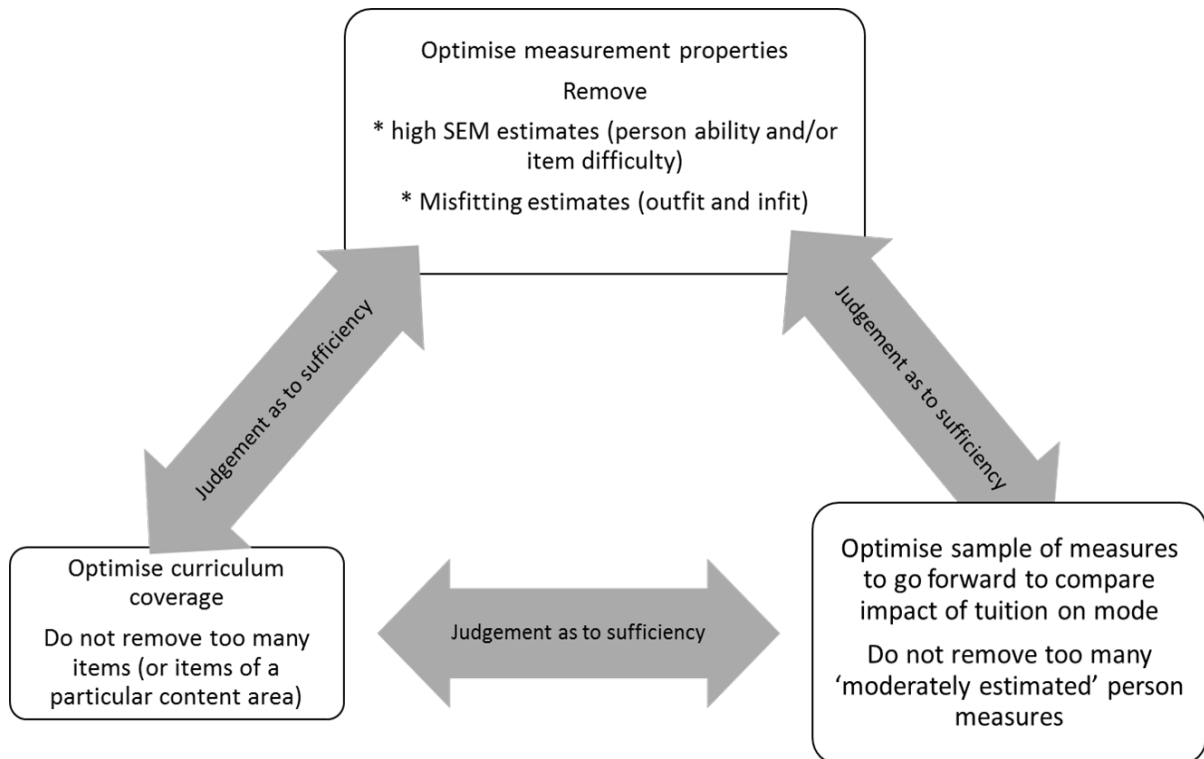 Optimise measurement properties
Remove
* high SEM estimates (person ability and/or
item difficulty)
* Misfitting estimates (outfit and infit)
Judgement as to sufficiency
Judgement as to sufficiency
Optimise curriculum
coverage
Do not remove too many
items (or items of a
particular content area)
Judgement as to sufficiency
Optimise sample of measures
to go forward to compare
impact of tuition on mode
Do not remove too many
‘moderately estimated’ person
measures